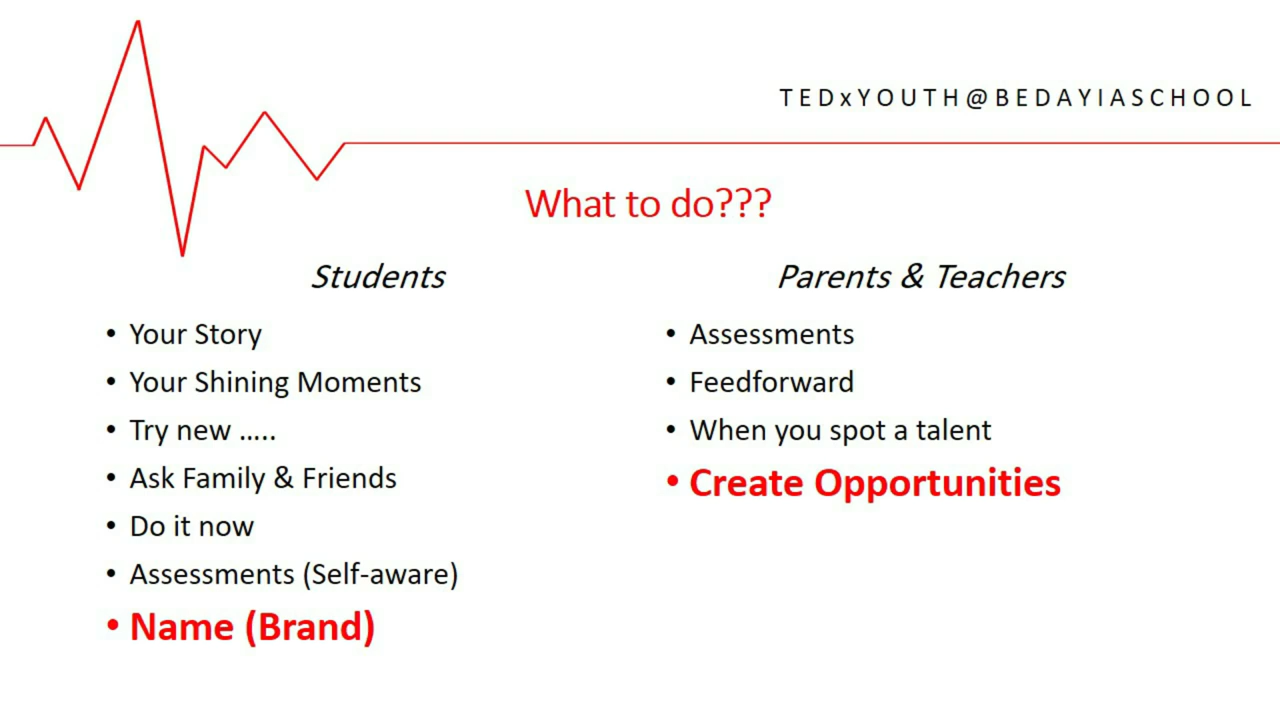 TEDxYOUTH@BEDAYIASCHOOL
What to do???
Students
• Your Story
• Your Shining Moments
• Try new …..
• Ask Family & Friends
• Do it now
• Assessments (Self-aware)
• Name (Brand)
Parents & Teachers
• Assessments
• Feedforward
• When you spot a talent
• Create Opportunities